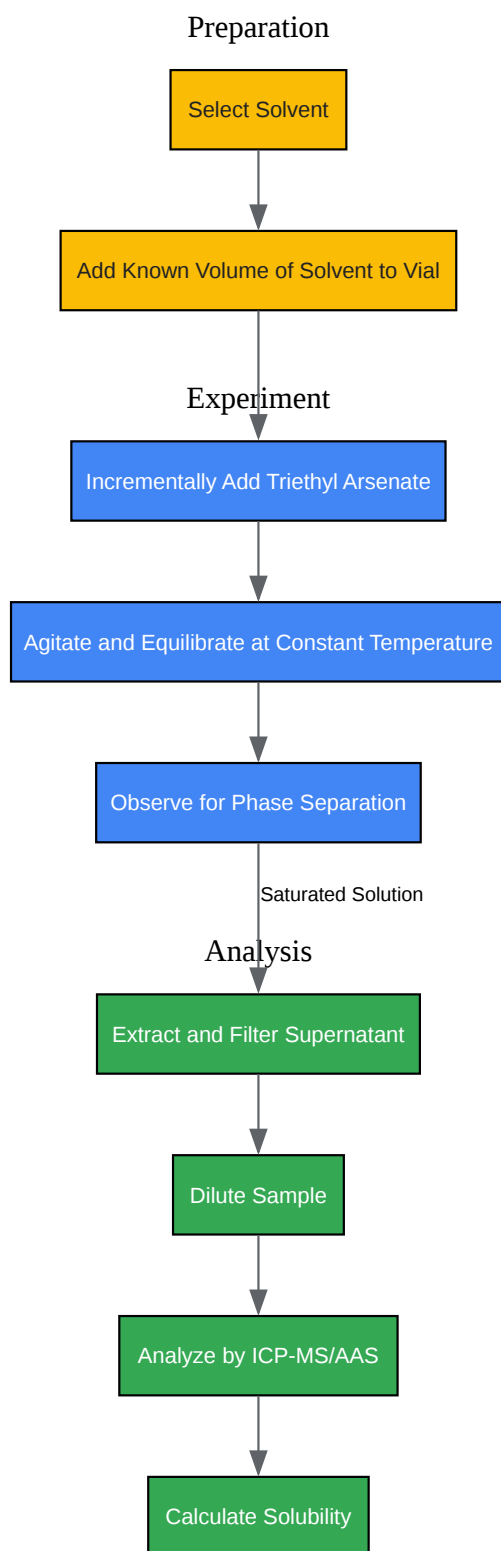 Preparation
Select Solvent
Add Known Volume of Solvent to Vial
Experiment
Incrementally Add Triethyl Arsenate
Agitate and Equilibrate at Constant Temperature
Observe for Phase Separation
Saturated Solution
Analysis
Extract and Filter Supernatant
Dilute Sample
Analyze by ICP-MS/AAS
Calculate Solubility